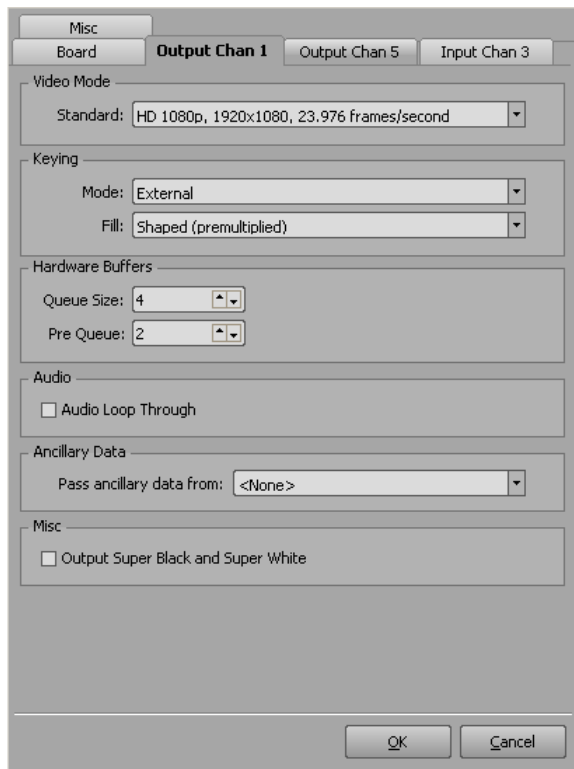 Misc
Board Output Chan 1 Output Chan 5 Input Chan 3
Video Mode
Standard: HD 1080p, 1920x1080, 23.976 frames/second
Keying
Mode: External
Fill: Shaped (premultiplied)
Hardware Buffers
Queue Size: 4
Pre Queue: 2
Audio
Audio Loop Through
Ancillary Data
Pass ancillary data from: <None>
Misc
Output Super Black and Super White
OK Cancel